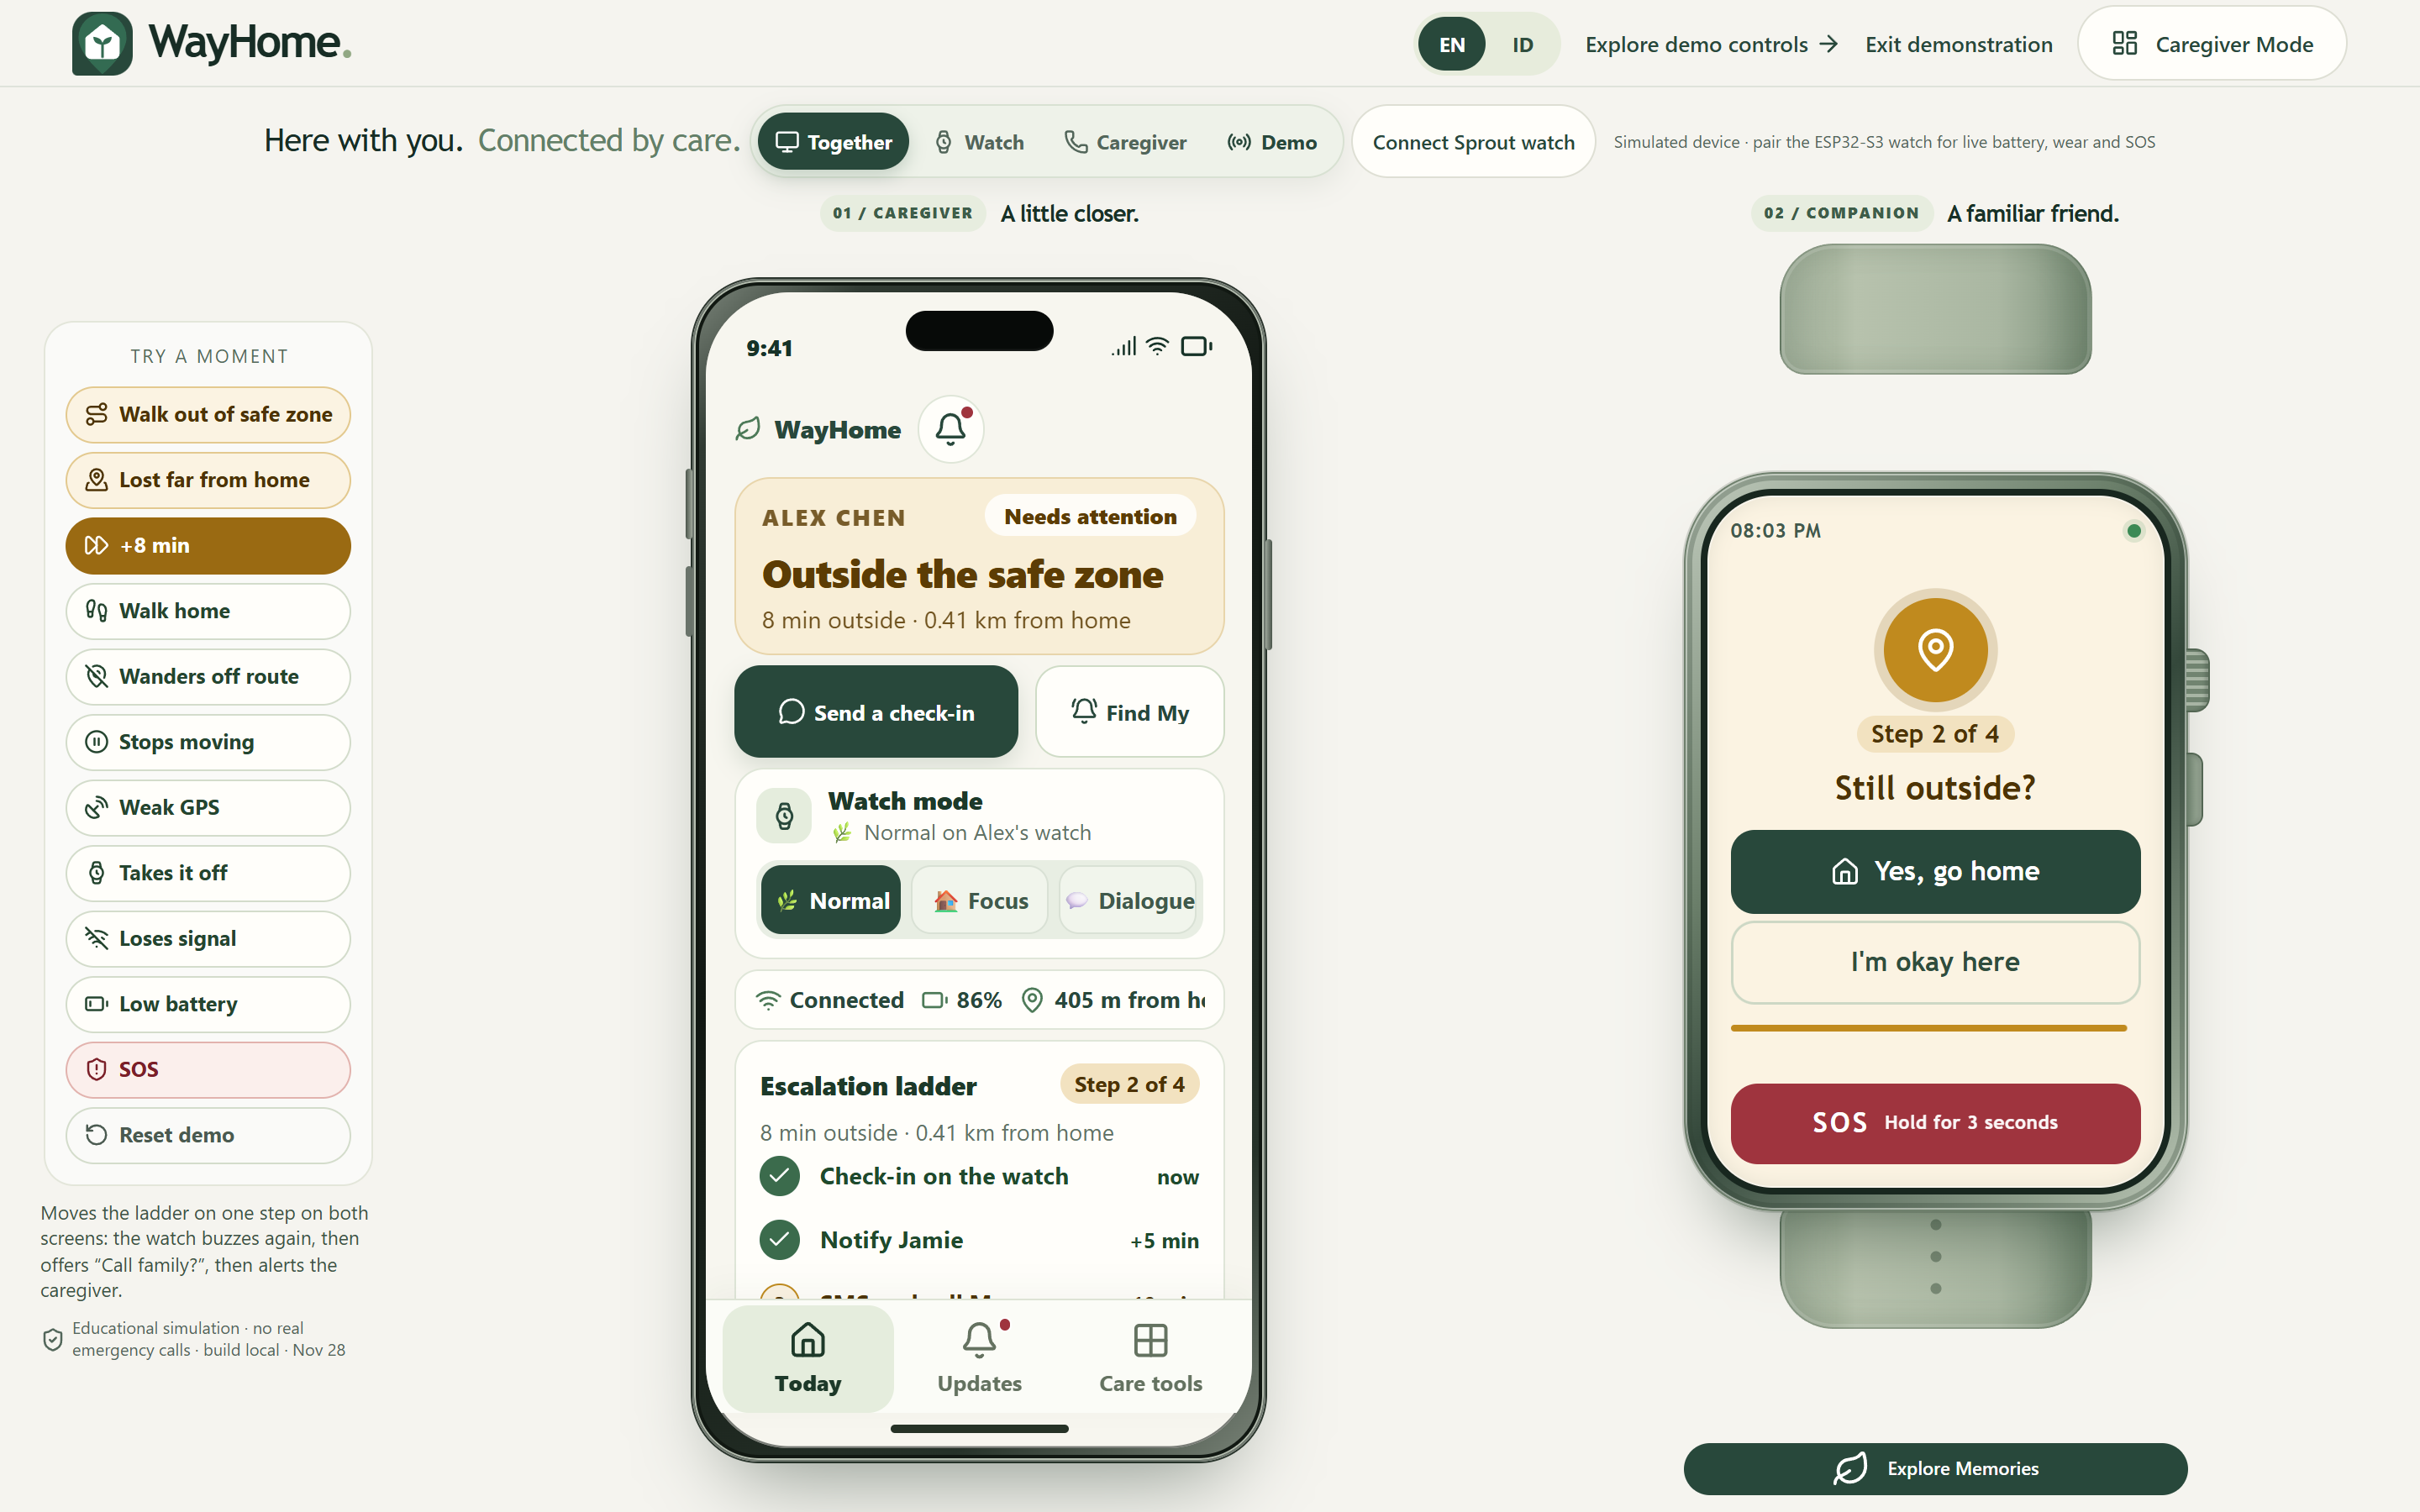 WayHome.
EN ID Explore demo controls → Exit demonstration Caregiver Mode
Here with you. Connected by care. Together Watch Caregiver Demo Connect Sprout watch Simulated device · pair the ESP32-S3 watch for live battery, wear and SOS
01 / CAREGIVER A little closer.
02 / COMPANION A familiar friend.
TRY A MOMENT
Walk out of safe zone
Lost far from home
+8 min
Walk home
Wanders off route
Stops moving
Weak GPS
Takes it off
Loses signal
Low battery
SOS
Reset demo
Moves the ladder on one step on both
screens: the watch buzzes again, then
offers “Call family?”, then alerts the
caregiver.
Educational simulation · no real
emergency calls · build local · Nov 28
9:41
WayHome
ALEX CHEN Needs attention
Outside the safe zone
8 min outside · 0.41 km from home
Send a check-in Find My
Watch mode
Normal on Alex's watch
Normal Focus Dialogue
Connected 86% 405 m from
Escalation ladder Step 2 of 4
8 min outside · 0.41 km from home
Check-in on the watch now
Notify Jamie +5 min
Today Updates Care tools
08:03 PM
Step 2 of 4
Still outside?
Yes, go home
I'm okay here
SOS Hold for 3 seconds
Explore Memories